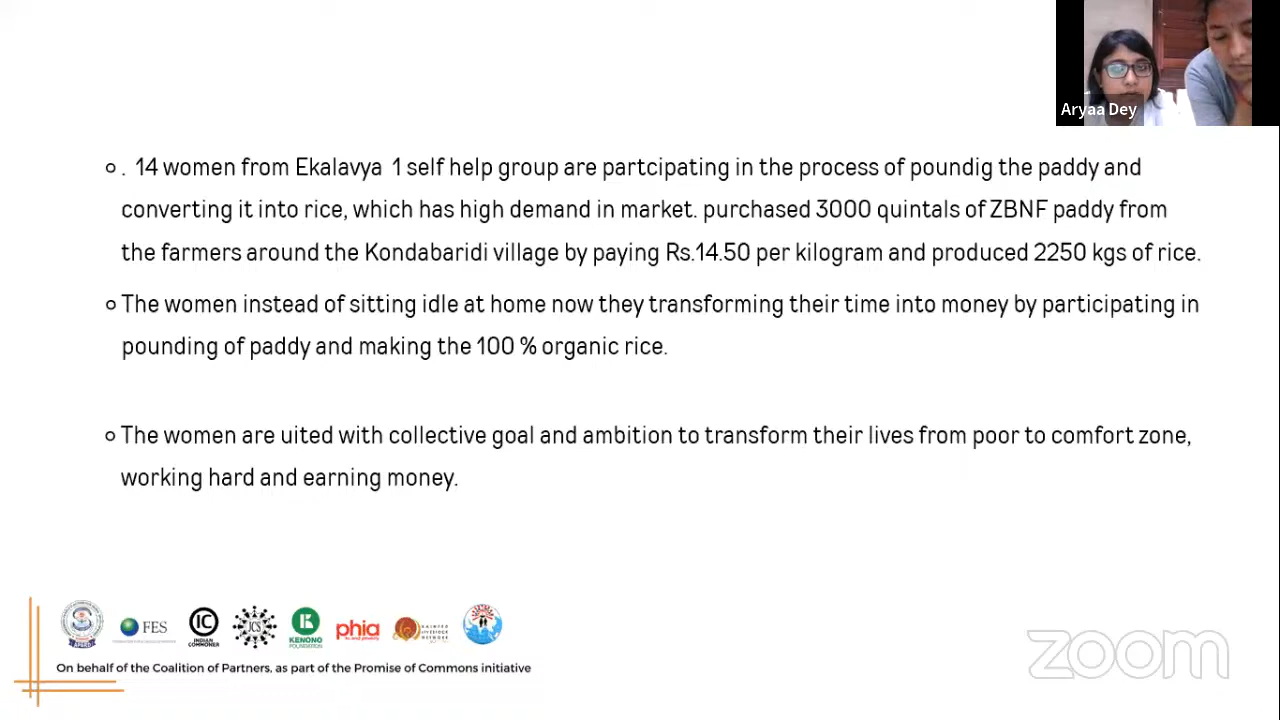 Aryaa Dey
. 14 women from Ekalavya 1 self help group are partcipating in the process of poundig the paddy and
converting it into rice, which has high demand in market. purchased 3000 quintals of ZBNF paddy from
the farmers around the Kondabaridi village by paying Rs.14.50 per kilogram and produced 2250 kgs of rice.
The women instead of sitting idle at home now they transforming their time into money by participating in
pounding of paddy and making the 100 % organic rice.
The women are uited with collective goal and ambition to transform their lives from poor to comfort zone,
working hard and earning money.
FES
IC
INDIAN
COMMONER
JCS
KENONO
FOUNDATION
phia
On behalf of the Coalition of Partners, as part of the Promise of Commons initiative
zoom